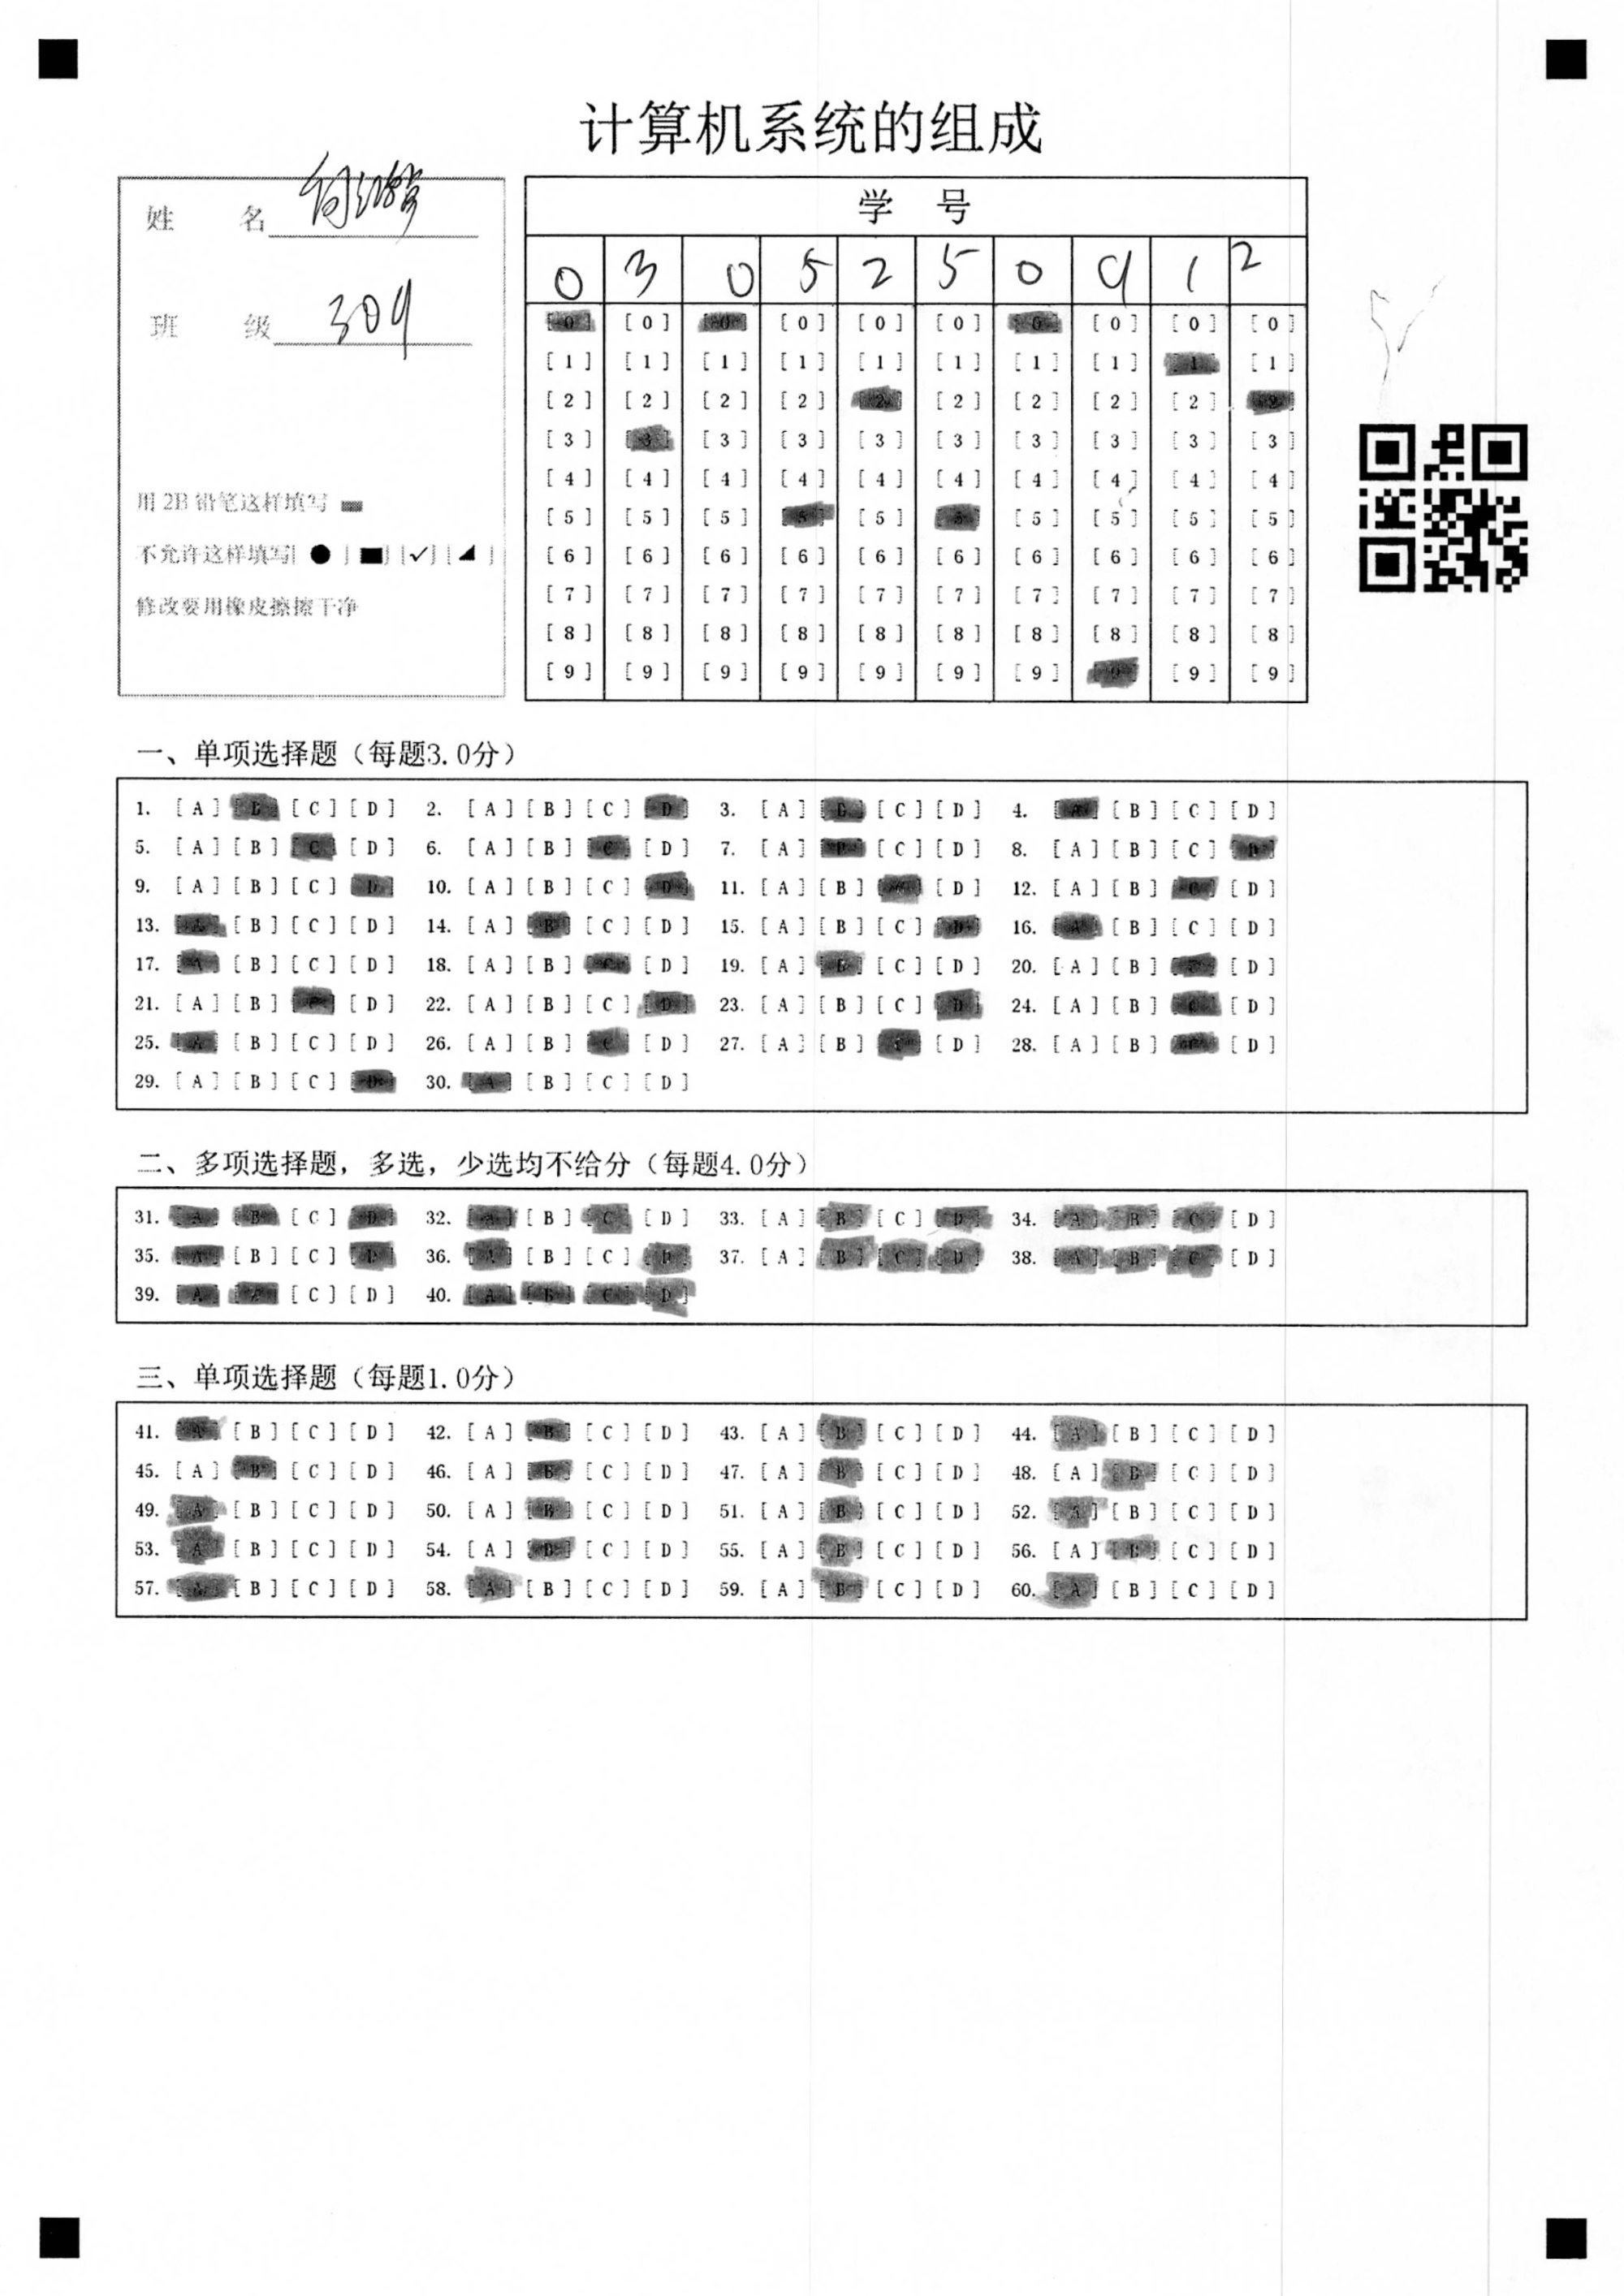 计算机系统的组成
姓 名
班 级 309
用 2B 铅笔这样填写
不允许这样填写[ ● ] [■] [✓] [◢ ]
修改要用橡皮擦擦干净
学 号
0 3 0 5 2 5 0 9 1 2
[0] [0] [0] [0] [0] [0] [0] [0] [0] [0]
[1] [1] [1] [1] [1] [1] [1] [1] [1] [1]
[2] [2] [2] [2] [2] [2] [2] [2] [2] [2]
[3] [3] [3] [3] [3] [3] [3] [3] [3] [3]
[4] [4] [4] [4] [4] [4] [4] [4] [4] [4]
[5] [5] [5] [5] [5] [5] [5] [5] [5] [5]
[6] [6] [6] [6] [6] [6] [6] [6] [6] [6]
[7] [7] [7] [7] [7] [7] [7] [7] [7] [7]
[8] [8] [8] [8] [8] [8] [8] [8] [8] [8]
[9] [9] [9] [9] [9] [9] [9] [9] [9] [9]
一、单项选择题（每题3.0分）
1. [A] [B] [C] [D] 2. [A] [B] [C] [D] 3. [A] [B] [C] [D] 4. [A] [B] [C] [D]
5. [A] [B] [C] [D] 6. [A] [B] [C] [D] 7. [A] [B] [C] [D] 8. [A] [B] [C] [D]
9. [A] [B] [C] [D] 10. [A] [B] [C] [D] 11. [A] [B] [C] [D] 12. [A] [B] [C] [D]
13. [A] [B] [C] [D] 14. [A] [B] [C] [D] 15. [A] [B] [C] [D] 16. [A] [B] [C] [D]
17. [A] [B] [C] [D] 18. [A] [B] [C] [D] 19. [A] [B] [C] [D] 20. [A] [B] [C] [D]
21. [A] [B] [C] [D] 22. [A] [B] [C] [D] 23. [A] [B] [C] [D] 24. [A] [B] [C] [D]
25. [A] [B] [C] [D] 26. [A] [B] [C] [D] 27. [A] [B] [C] [D] 28. [A] [B] [C] [D]
29. [A] [B] [C] [D] 30. [A] [B] [C] [D]
二、多项选择题，多选，少选均不给分（每题4.0分）
31. [A] [B] [C] [D] 32. [A] [B] [C] [D] 33. [A] [B] [C] [D] 34. [A] [B] [C] [D]
35. [A] [B] [C] [D] 36. [A] [B] [C] [D] 37. [A] [B] [C] [D] 38. [A] [B] [C] [D]
39. [A] [B] [C] [D] 40. [A] [B] [C] [D]
三、单项选择题（每题1.0分）
41. [A] [B] [C] [D] 42. [A] [B] [C] [D] 43. [A] [B] [C] [D] 44. [A] [B] [C] [D]
45. [A] [B] [C] [D] 46. [A] [B] [C] [D] 47. [A] [B] [C] [D] 48. [A] [B] [C] [D]
49. [A] [B] [C] [D] 50. [A] [B] [C] [D] 51. [A] [B] [C] [D] 52. [A] [B] [C] [D]
53. [A] [B] [C] [D] 54. [A] [B] [C] [D] 55. [A] [B] [C] [D] 56. [A] [B] [C] [D]
57. [A] [B] [C] [D] 58. [A] [B] [C] [D] 59. [A] [B] [C] [D] 60. [A] [B] [C] [D]